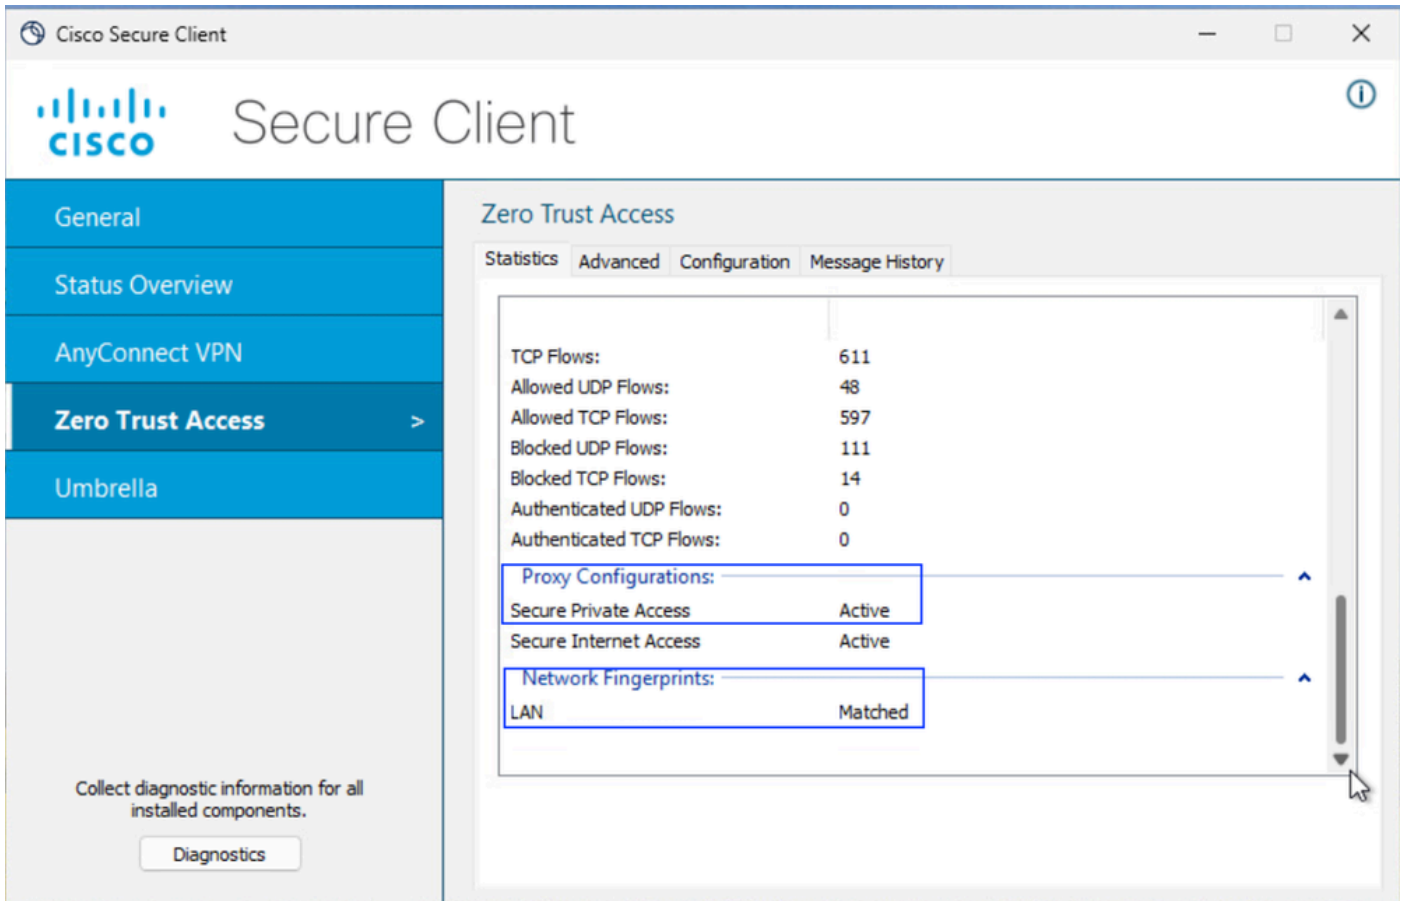 Cisco Secure Client
CISCO
Secure Client
General
Status Overview
AnyConnect VPN
Zero Trust Access >
Umbrella
Collect diagnostic information for all
installed components.
Diagnostics
Zero Trust Access
Statistics Advanced Configuration Message History
TCP Flows: 611
Allowed UDP Flows: 48
Allowed TCP Flows: 597
Blocked UDP Flows: 111
Blocked TCP Flows: 14
Authenticated UDP Flows: 0
Authenticated TCP Flows: 0
Proxy Configurations:
Secure Private Access Active
Secure Internet Access Active
Network Fingerprints:
LAN Matched